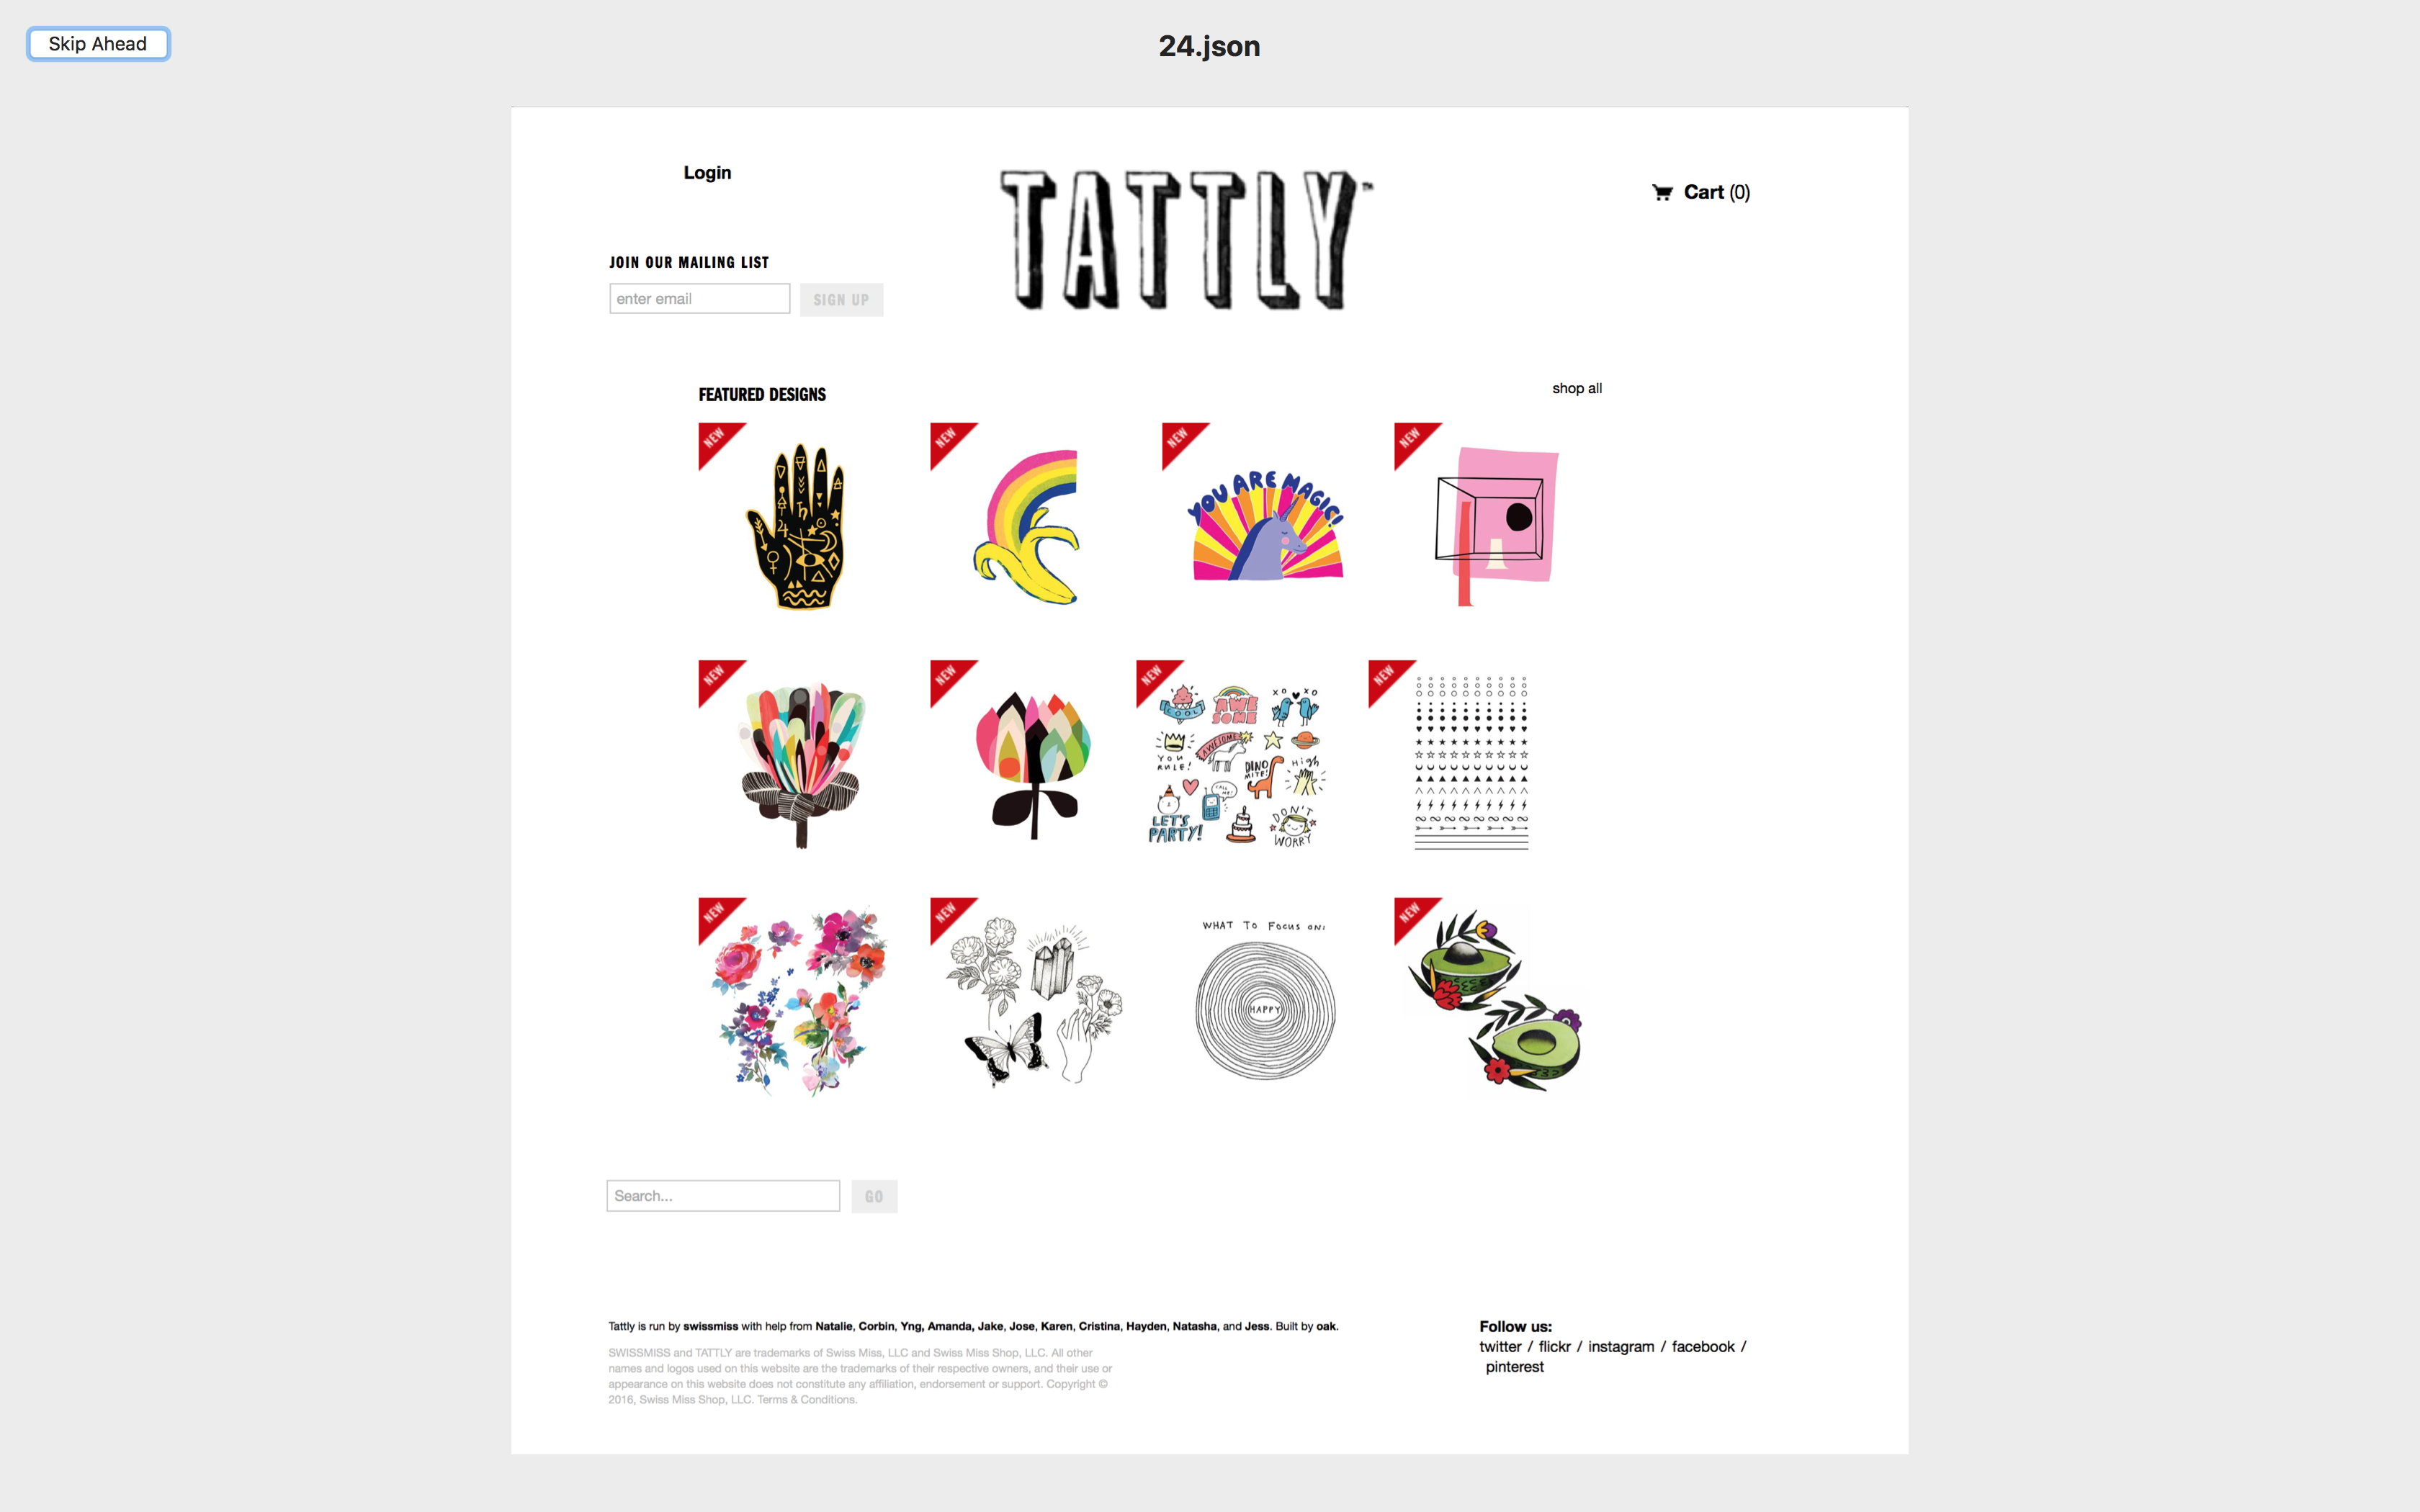 Skip Ahead
24.json
Login
TATTLY™
Cart (0)
JOIN OUR MAILING LIST
enter email
SIGN UP
FEATURED DESIGNS
shop all
NEW
NEW
NEW
NEW
YOU ARE MAGIC!
NEW
NEW
NEW
NEW
COOL
AWE
SOME
XO XO
YOU
RULE!
AWESOME
DINO
MITE!
High
CALL
ME!
LET'S
PARTY!
DON'T
WORRY
NEW
NEW
NEW
WHAT TO FOCUS ON:
HAPPY
Search...
GO
Tattly is run by swissmiss with help from Natalie, Corbin, Yng, Amanda, Jake, Jose, Karen, Cristina, Hayden, Natasha, and Jess. Built by oak.
SWISSMISS and TATTLY are trademarks of Swiss Miss, LLC and Swiss Miss Shop, LLC. All other
names and logos used on this website are the trademarks of their respective owners, and their use or
appearance on this website does not constitute any affiliation, endorsement or support. Copyright ©
2016, Swiss Miss Shop, LLC. Terms & Conditions.
Follow us:
twitter / flickr / instagram / facebook /
pinterest